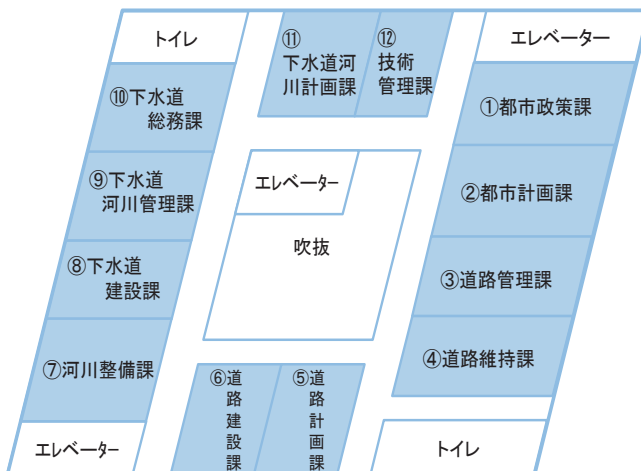 トイレ
⑪
下水道河
川計画課
⑫
技術
管理課
エレベーター
⑩下水道
総務課
①都市政策課
⑨下水道
河川管理課
エレベーター
②都市計画課
吹抜
⑧下水道
建設課
③道路管理課
⑦河川整備課
⑥道路建設課
⑤道路計画課
④道路維持課
エレベーター
トイレ